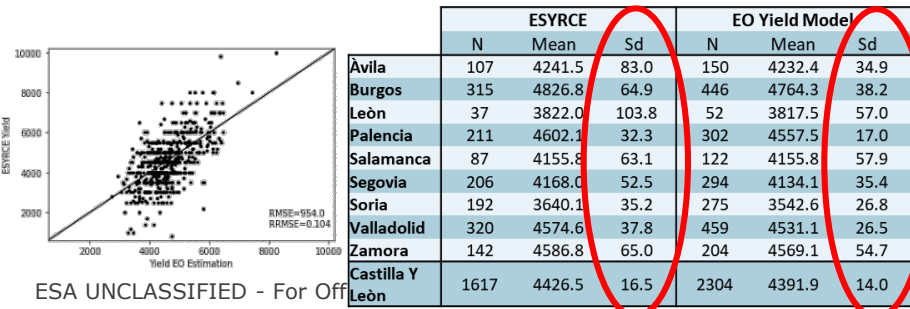 10000
8000
6000
4000
2000
ESYRCE Yield
RMSE=954.0
RRMSE=0.104
2000 4000 6000 8000 10000
Yield EO Estimation
ESA UNCLASSIFIED - For Off
ESYRCE EO Yield Model
N Mean Sd N Mean Sd
Àvila 107 4241.5 83.0 150 4232.4 34.9
Burgos 315 4826.8 64.9 446 4764.3 38.2
Leòn 37 3822.0 103.8 52 3817.5 57.0
Palencia 211 4602.1 32.3 302 4557.5 17.0
Salamanca 87 4155.8 63.1 122 4155.8 57.9
Segovia 206 4168.0 52.5 294 4134.1 35.4
Soria 192 3640.1 35.2 275 3542.6 26.8
Valladolid 320 4574.6 37.8 459 4531.1 26.5
Zamora 142 4586.8 65.0 204 4569.1 54.7
Castilla Y
Leòn 1617 4426.5 16.5 2304 4391.9 14.0